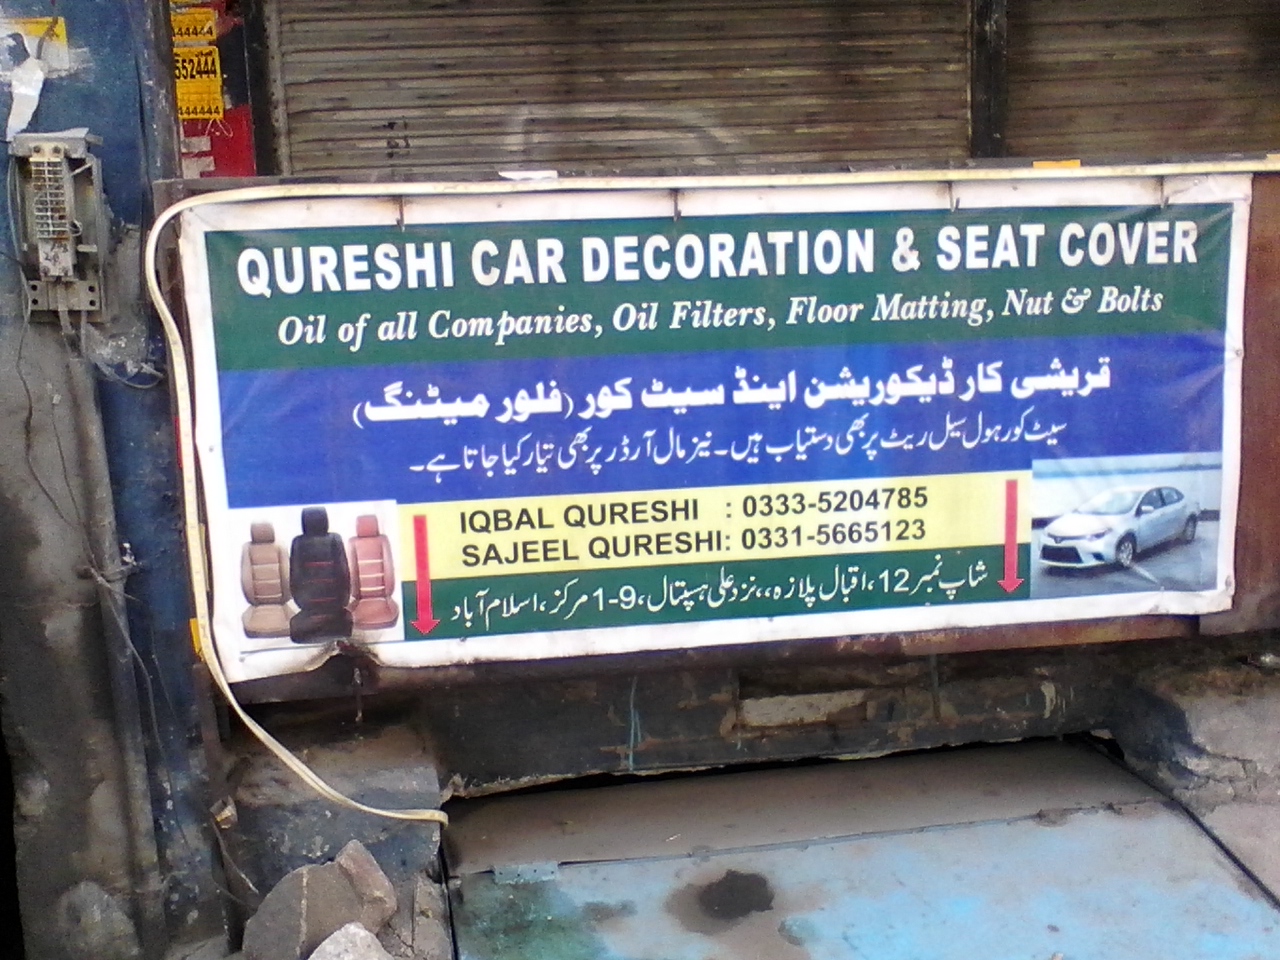 552444
444444
QURESHI CAR DECORATION & SEAT COVER
Oil of all Companies, Oil Filters, Floor Matting, Nut & Bolts
قریشی کار ڈیکوریشن اینڈ سیٹ کور (فلور میٹنگ)
سیٹ کور ہول سیل ریٹ پر بھی دستیاب ہیں۔ نیز مال آرڈر پر بھی تیار کیا جاتا ہے۔
IQBAL QURESHI : 0333-5204785
SAJEEL QURESHI: 0331-5665123
شاپ نمبر 12، اقبال پلازہ،، نزد علی ہسپتال، 9-1 مرکز، اسلام آباد